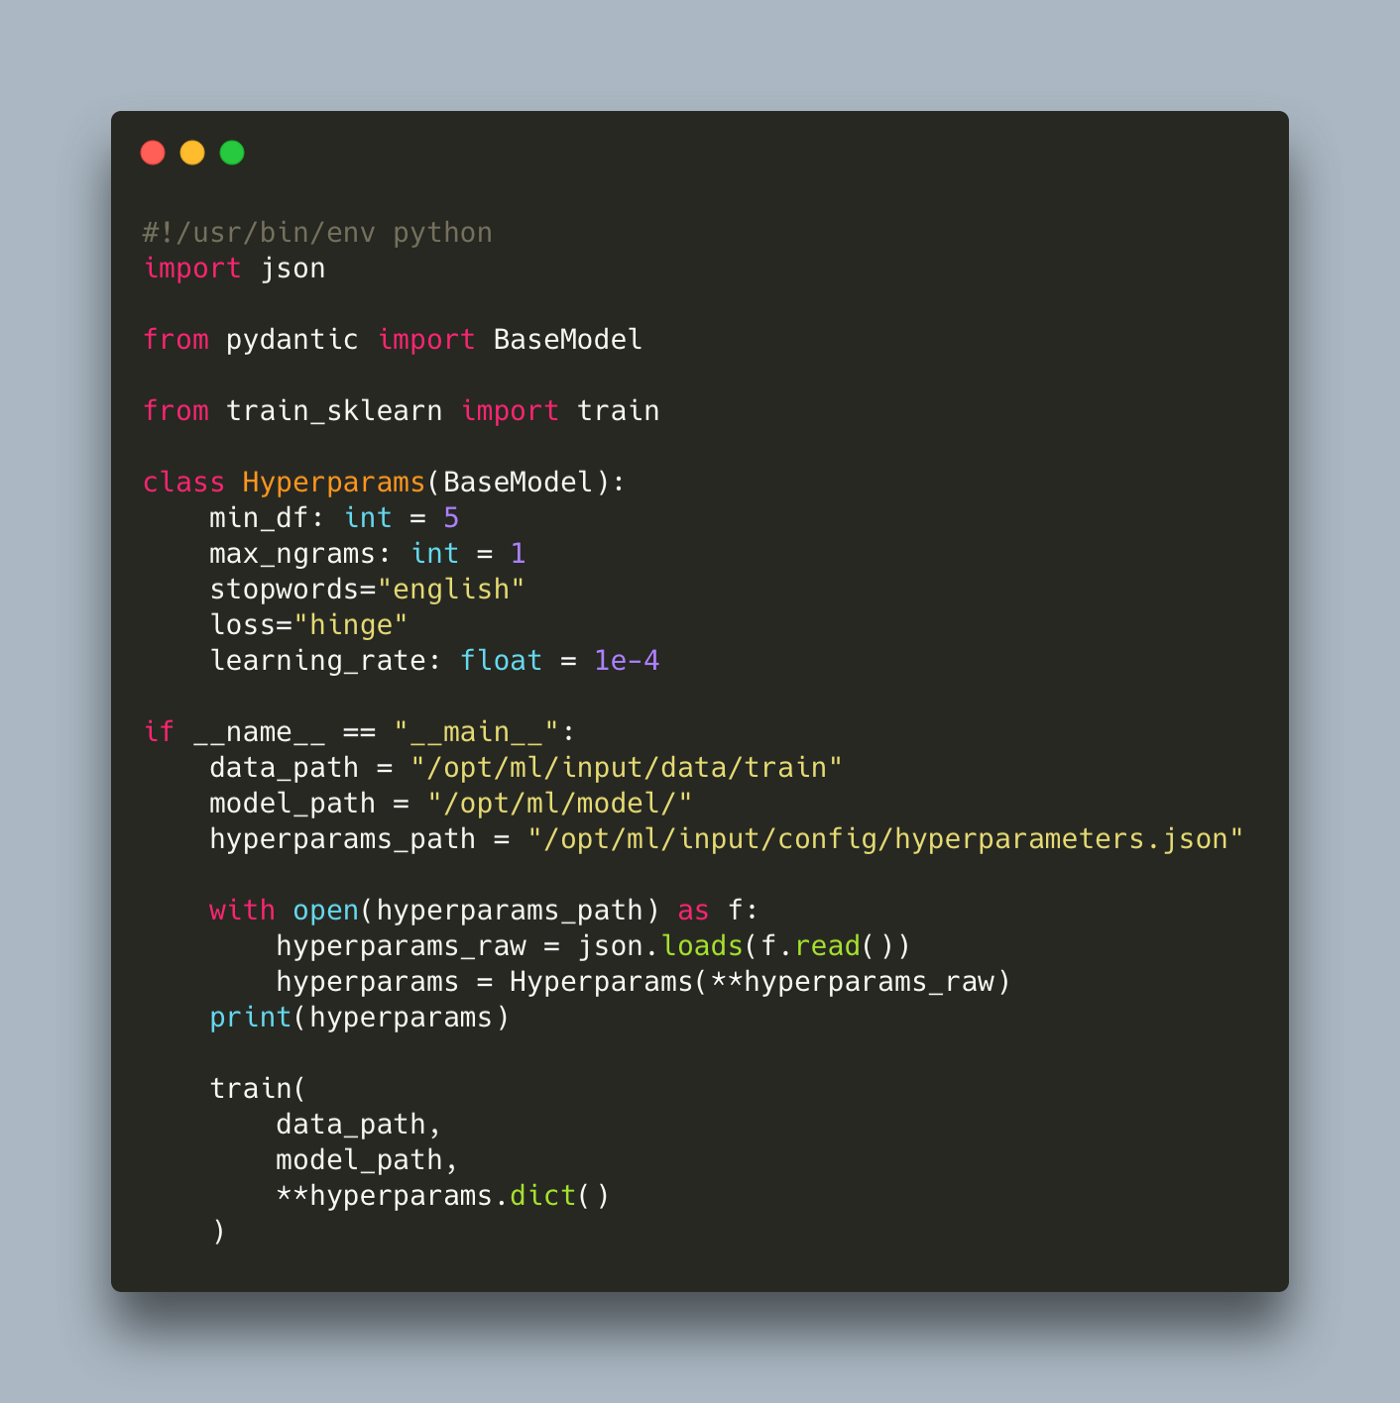 #!/usr/bin/env python
import json

from pydantic import BaseModel

from train_sklearn import train

class Hyperparams(BaseModel):
    min_df: int = 5
    max_ngrams: int = 1
    stopwords="english"
    loss="hinge"
    learning_rate: float = 1e-4

if __name__ == "__main__":
    data_path = "/opt/ml/input/data/train"
    model_path = "/opt/ml/model/"
    hyperparams_path = "/opt/ml/input/config/hyperparameters.json"

    with open(hyperparams_path) as f:
        hyperparams_raw = json.loads(f.read())
        hyperparams = Hyperparams(**hyperparams_raw)
    print(hyperparams)

    train(
        data_path,
        model_path,
        **hyperparams.dict()
    )